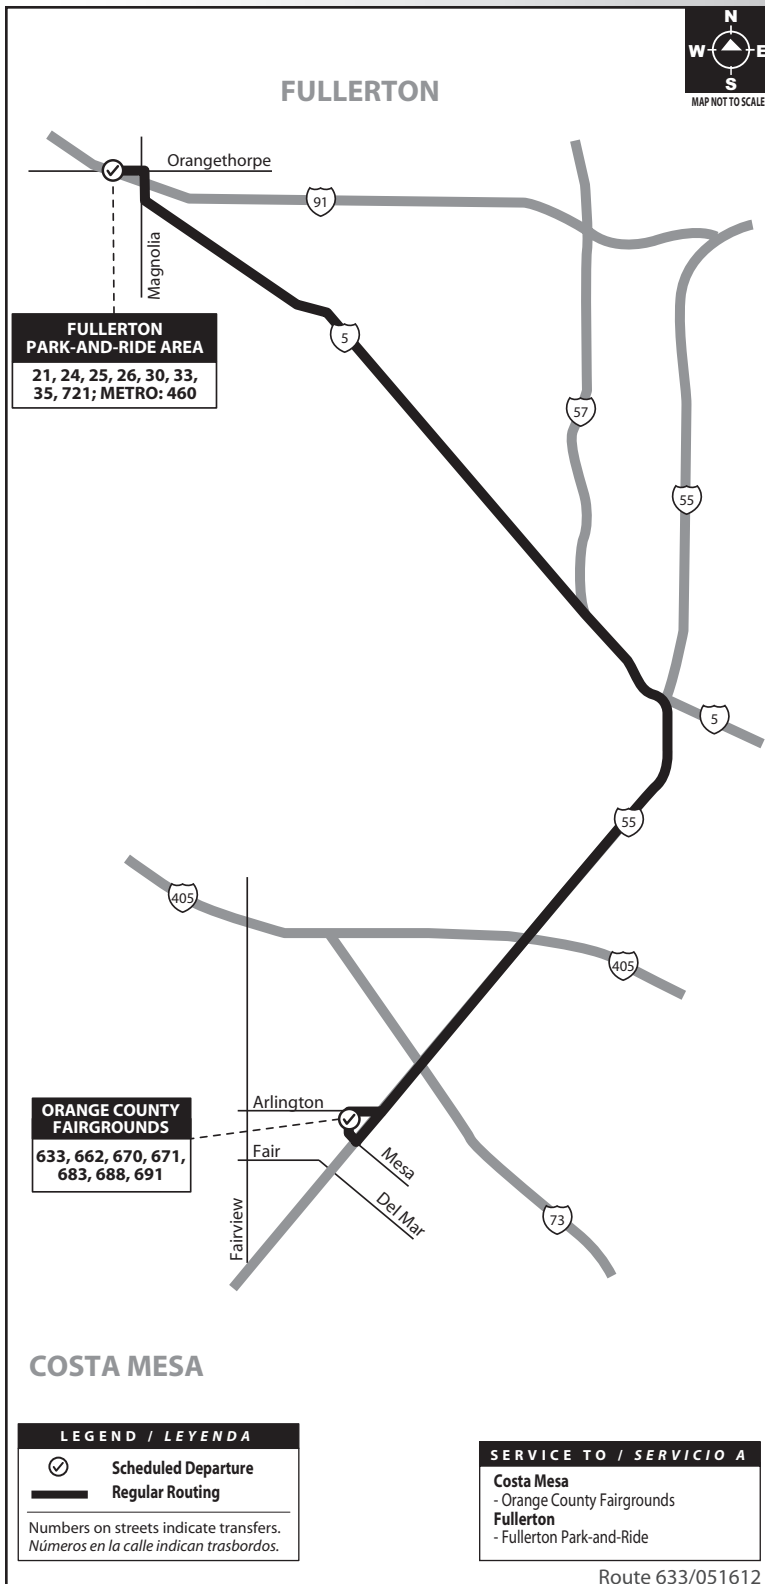 N
W E
S
MAP NOT TO SCALE
FULLERTON
Orangethorpe
91
Magnolia
FULLERTON
PARK-AND-RIDE AREA
21, 24, 25, 26, 30, 33,
35, 721; METRO: 460
5
57
55
5
55
405
405
Arlington
ORANGE COUNTY
FAIRGROUNDS
633, 662, 670, 671,
683, 688, 691
Fair
Mesa
Del Mar
Fairview
73
COSTA MESA
LEGEND / LEYENDA
Scheduled Departure
Regular Routing
Numbers on streets indicate transfers.
Números en la calle indican trasbordos.
SERVICE TO / SERVICIO A
Costa Mesa
- Orange County Fairgrounds
Fullerton
- Fullerton Park-and-Ride
Route 633/051612